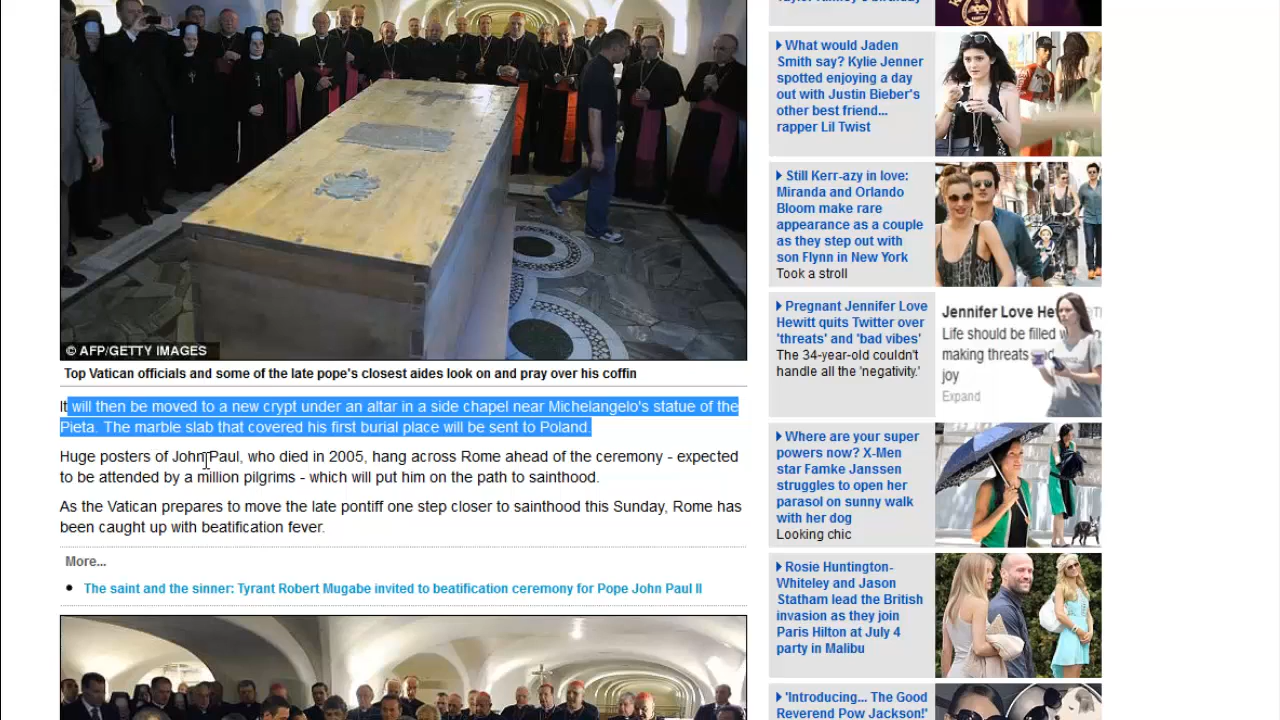 © AFP/GETTY IMAGES
Top Vatican officials and some of the late pope's closest aides look on and pray over his coffin
It will then be moved to a new crypt under an altar in a side chapel near Michelangelo's statue of the
Pieta. The marble slab that covered his first burial place will be sent to Poland.
Huge posters of John Paul, who died in 2005, hang across Rome ahead of the ceremony - expected
to be attended by a million pilgrims - which will put him on the path to sainthood.
As the Vatican prepares to move the late pontiff one step closer to sainthood this Sunday, Rome has
been caught up with beatification fever.
More...
The saint and the sinner: Tyrant Robert Mugabe invited to beatification ceremony for Pope John Paul II
What would Jaden
Smith say? Kylie Jenner
spotted enjoying a day
out with Justin Bieber's
other best friend...
rapper Lil Twist
Still Kerr-azy in love:
Miranda and Orlando
Bloom make rare
appearance as a couple
as they step out with
son Flynn in New York
Took a stroll
Pregnant Jennifer Love
Hewitt quits Twitter over
'threats' and 'bad vibes'
The 34-year-old couldn't
handle all the 'negativity.'
Jennifer Love He
Life should be filled
making threats
joy
Expand
Where are your super
powers now? X-Men
star Famke Janssen
struggles to open her
parasol on sunny walk
with her dog
Looking chic
Rosie Huntington-
Whiteley and Jason
Statham lead the British
invasion as they join
Paris Hilton at July 4
party in Malibu
'Introducing... The Good
Reverend Pow Jackson!'